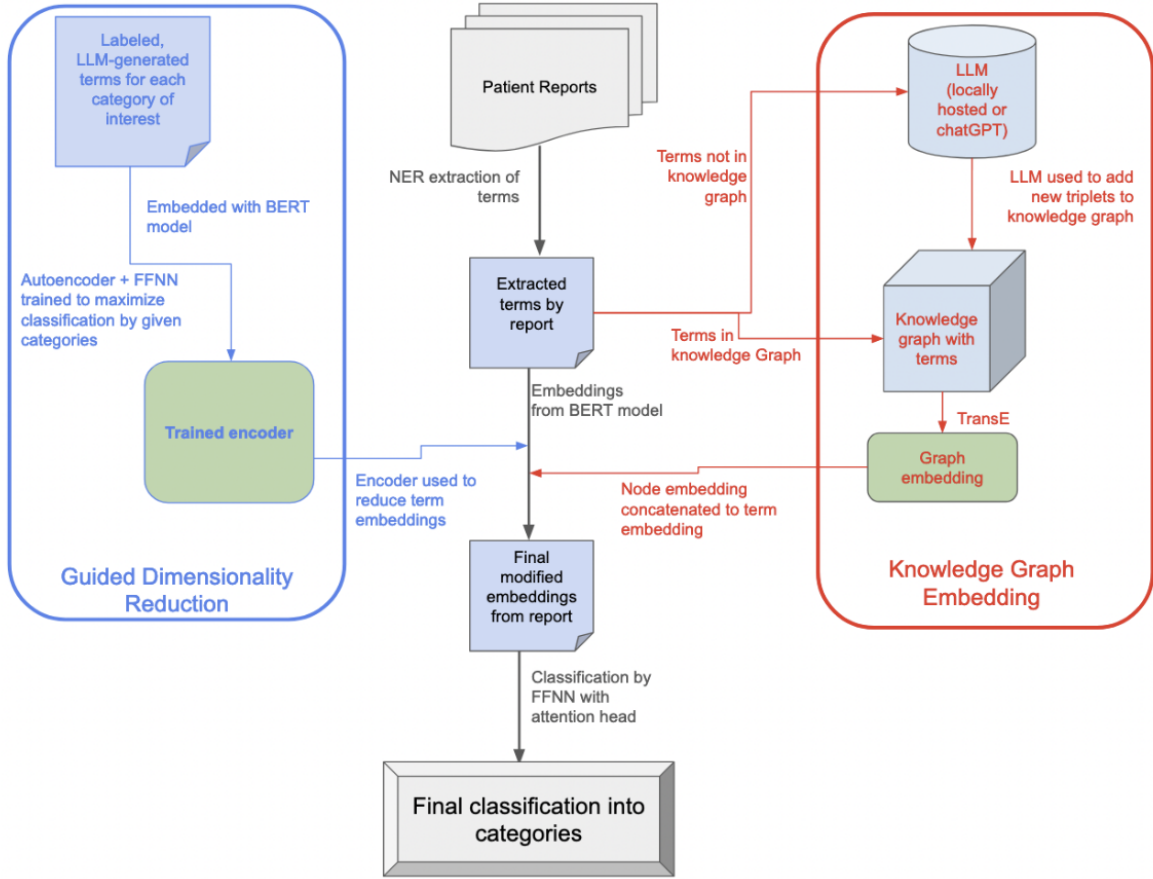 Labeled,
LLM-generated
terms for each
category of
interest
Embedded with BERT
model
Autoencoder + FFNN
trained to maximize
classification by given
categories
Trained encoder
Encoder used to
reduce term
embeddings
Guided Dimensionality
Reduction
Patient Reports
NER extraction of
terms
Extracted
terms by
report
Embeddings
from BERT model
Final
modified
embeddings
from report
Classification by
FFNN with
attention head
Final classification into
categories
Terms not in
knowledge
graph
Terms in
knowledge Graph
LLM
(locally
hosted or
chatGPT)
LLM used to add
new triplets to
knowledge graph
Knowledge
graph with
terms
TransE
Graph
embedding
Node embedding
concatenated to term
embedding
Knowledge Graph
Embedding